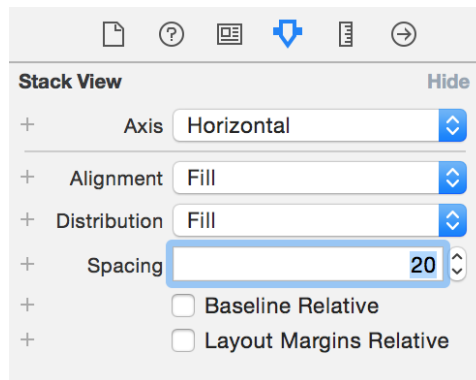 Stack View Hide
+ Axis Horizontal
+ Alignment Fill
+ Distribution Fill
+ Spacing 20
+ Baseline Relative
+ Layout Margins Relative